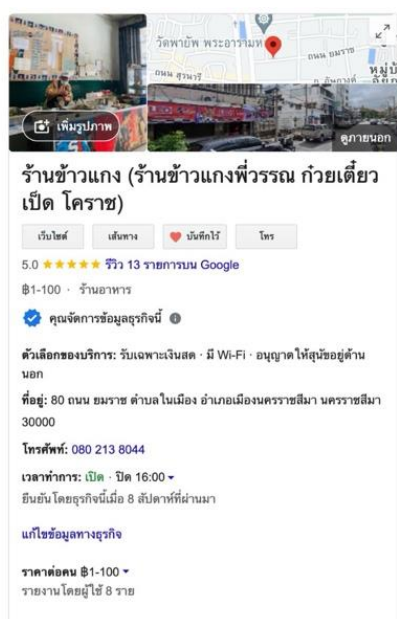 วัดพายัพ พระอารามห
ถนน ยมราช
ถนน สุรนารี
หมู่บ้
เพิ่มรูปภาพ
ดูภายนอก
ร้านข้าวแกง (ร้านข้าวแกงพี่วรรณ ก๋วยเตี๋ยว
เป็ด โคราช)
เว็บไซต์ เส้นทาง บันทึกไว้ โทร
5.0 ★★★★★ รีวิว 13 รายการบน Google
฿1-100 · ร้านอาหาร
คุณจัดการข้อมูลธุรกิจนี้
ตัวเลือกของบริการ: รับเฉพาะเงินสด · มี Wi-Fi · อนุญาตให้สุนัขอยู่ด้าน
นอก
ที่อยู่: 80 ถนน ยมราช ตำบลในเมือง อำเภอเมืองนครราชสีมา นครราชสีมา
30000
โทรศัพท์: 080 213 8044
เวลาทำการ: เปิด · ปิด 16:00
ยืนยันโดยธุรกิจนี้เมื่อ 8 สัปดาห์ที่ผ่านมา
แก้ไขข้อมูลทางธุรกิจ
ราคาต่อคน ฿1-100
รายงานโดยผู้ใช้ 8 ราย